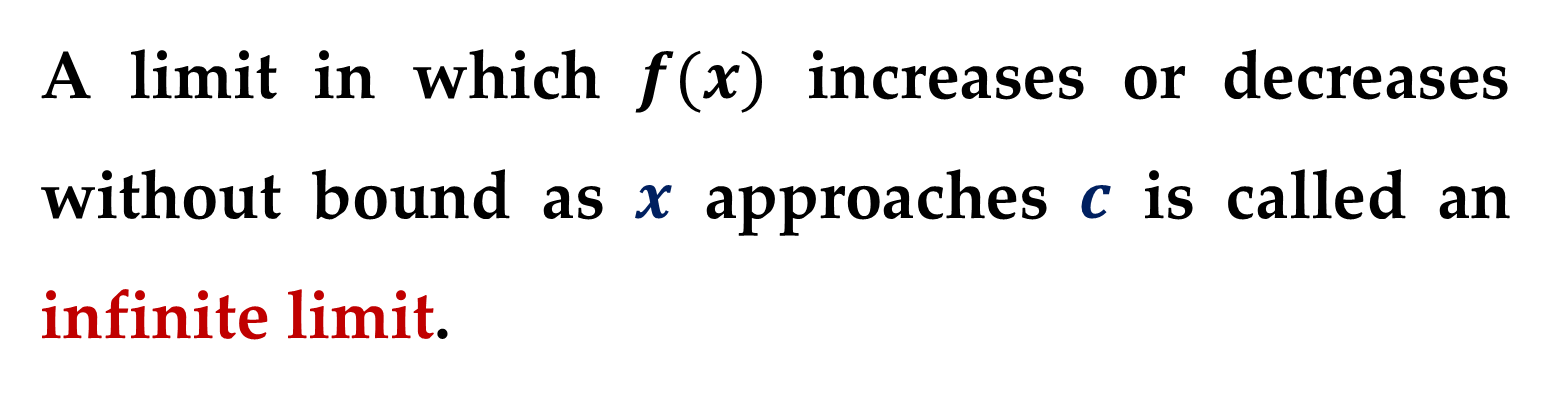 A limit in which f(x) increases or decreases
without bound as x approaches c is called an
infinite limit.